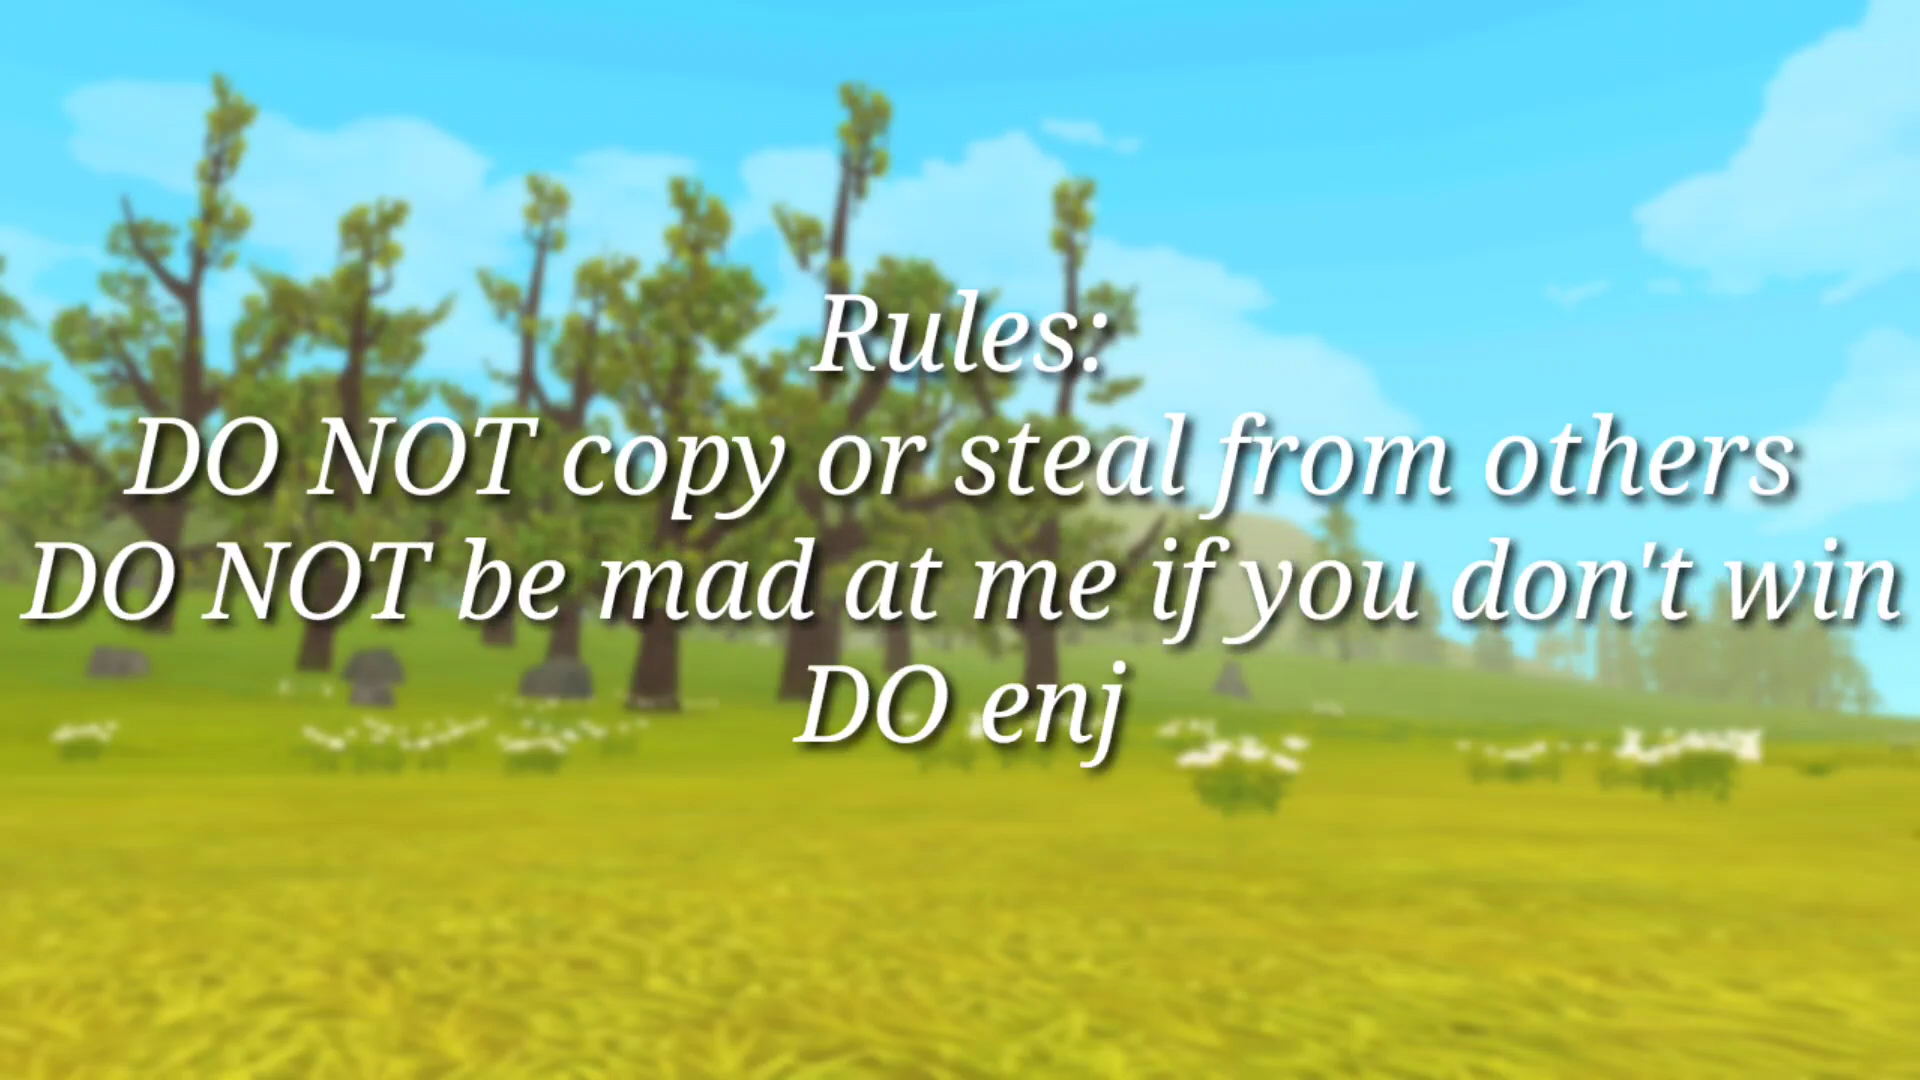 Rules:
DO NOT copy or steal from others
DO NOT be mad at me if you don't win
DO enj